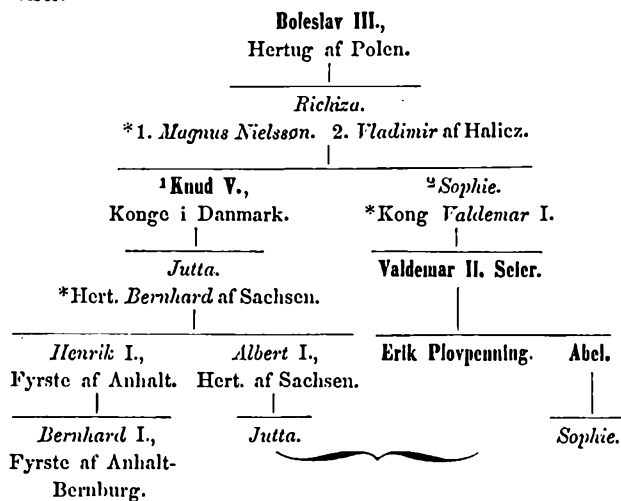 Boleslav III.,
Hertug af Polen.
Richiza.
*1. Magnus Nielssøn. 2. Vladimir af Halicz.
¹Knud V., ²Sophie.
Konge i Danmark. *Kong Valdemar I.
Jutta. Valdemar II. Seier.
*Hert. Bernhard af Sachsen.
Henrik I., Albert I., Erik Plovpenning. Abel.
Fyrste af Anhalt. Hert. af Sachsen.
Bernhard I., Jutta. Sophie.
Fyrste af Anhalt-
Bernburg.